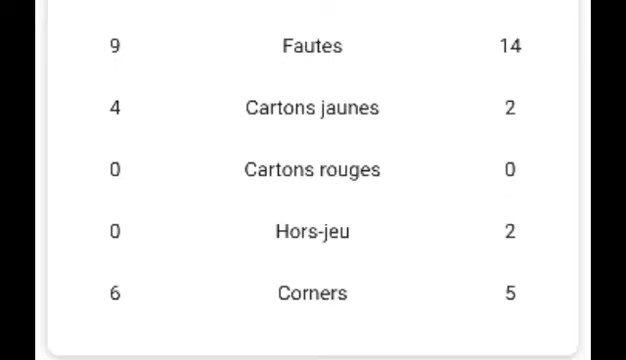 9 Fautes 14
4 Cartons jaunes 2
0 Cartons rouges 0
0 Hors-jeu 2
6 Corners 5